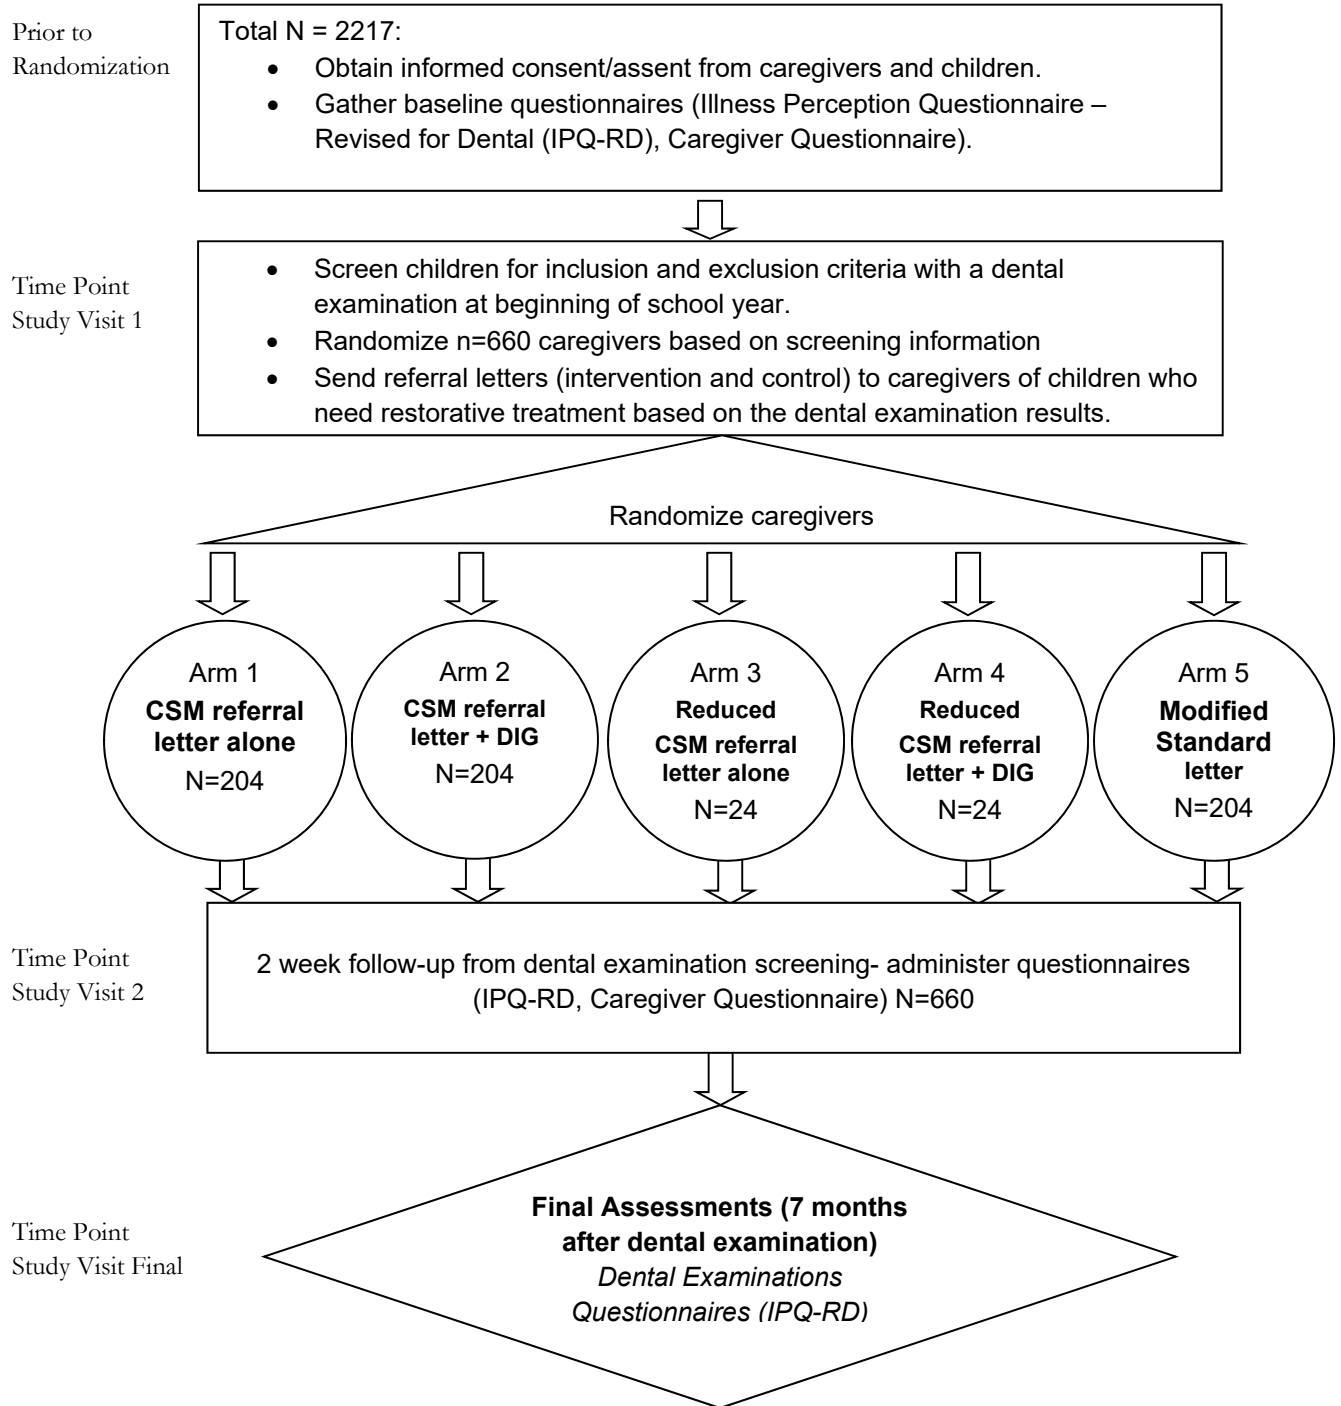 Prior to
Randomization
Total N = 2217:
• Obtain informed consent/assent from caregivers and children.
• Gather baseline questionnaires (Illness Perception Questionnaire –
Revised for Dental (IPQ-RD), Caregiver Questionnaire).
Time Point
Study Visit 1
• Screen children for inclusion and exclusion criteria with a dental
examination at beginning of school year.
• Randomize n=660 caregivers based on screening information
• Send referral letters (intervention and control) to caregivers of children who
need restorative treatment based on the dental examination results.
Randomize caregivers
Arm 1
CSM referral
letter alone
N=204
Arm 2
CSM referral
letter + DIG
N=204
Arm 3
Reduced
CSM referral
letter alone
N=24
Arm 4
Reduced
CSM referral
letter + DIG
N=24
Arm 5
Modified
Standard
letter
N=204
Time Point
Study Visit 2
2 week follow-up from dental examination screening- administer questionnaires
(IPQ-RD, Caregiver Questionnaire) N=660
Time Point
Study Visit Final
Final Assessments (7 months
after dental examination)
Dental Examinations
Questionnaires (IPQ-RD)